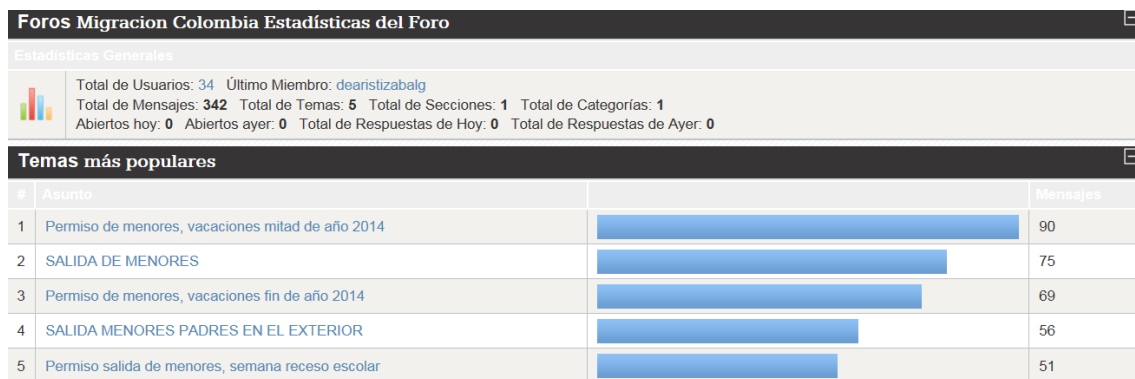 Foros Migracion Colombia Estadísticas del Foro
Estadísticas Generales
Total de Usuarios: 34 Último Miembro: dearistizabalg
Total de Mensajes: 342 Total de Temas: 5 Total de Secciones: 1 Total de Categorías: 1
Abiertos hoy: 0 Abiertos ayer: 0 Total de Respuestas de Hoy: 0 Total de Respuestas de Ayer: 0
Temas más populares
# Asunto Mensajes
1 Permiso de menores, vacaciones mitad de año 2014 90
2 SALIDA DE MENORES 75
3 Permiso de menores, vacaciones fin de año 2014 69
4 SALIDA MENORES PADRES EN EL EXTERIOR 56
5 Permiso salida de menores, semana receso escolar 51